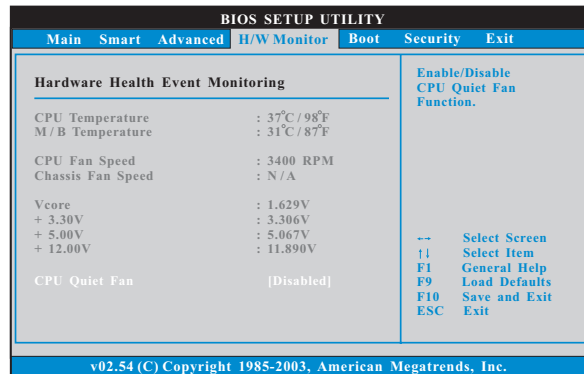 BIOS SETUP UTILITY
Main Smart Advanced H/W Monitor Boot Security Exit
Hardware Health Event Monitoring
CPU Temperature : 37°C / 98°F
M / B Temperature : 31°C / 87°F
CPU Fan Speed : 3400 RPM
Chassis Fan Speed : N / A
Vcore : 1.629V
+ 3.30V : 3.306V
+ 5.00V : 5.067V
+ 12.00V : 11.890V
CPU Quiet Fan [Disabled]
Enable/Disable
CPU Quiet Fan
Function.
←→ Select Screen
↑↓ Select Item
F1 General Help
F9 Load Defaults
F10 Save and Exit
ESC Exit
v02.54 (C) Copyright 1985-2003, American Megatrends, Inc.